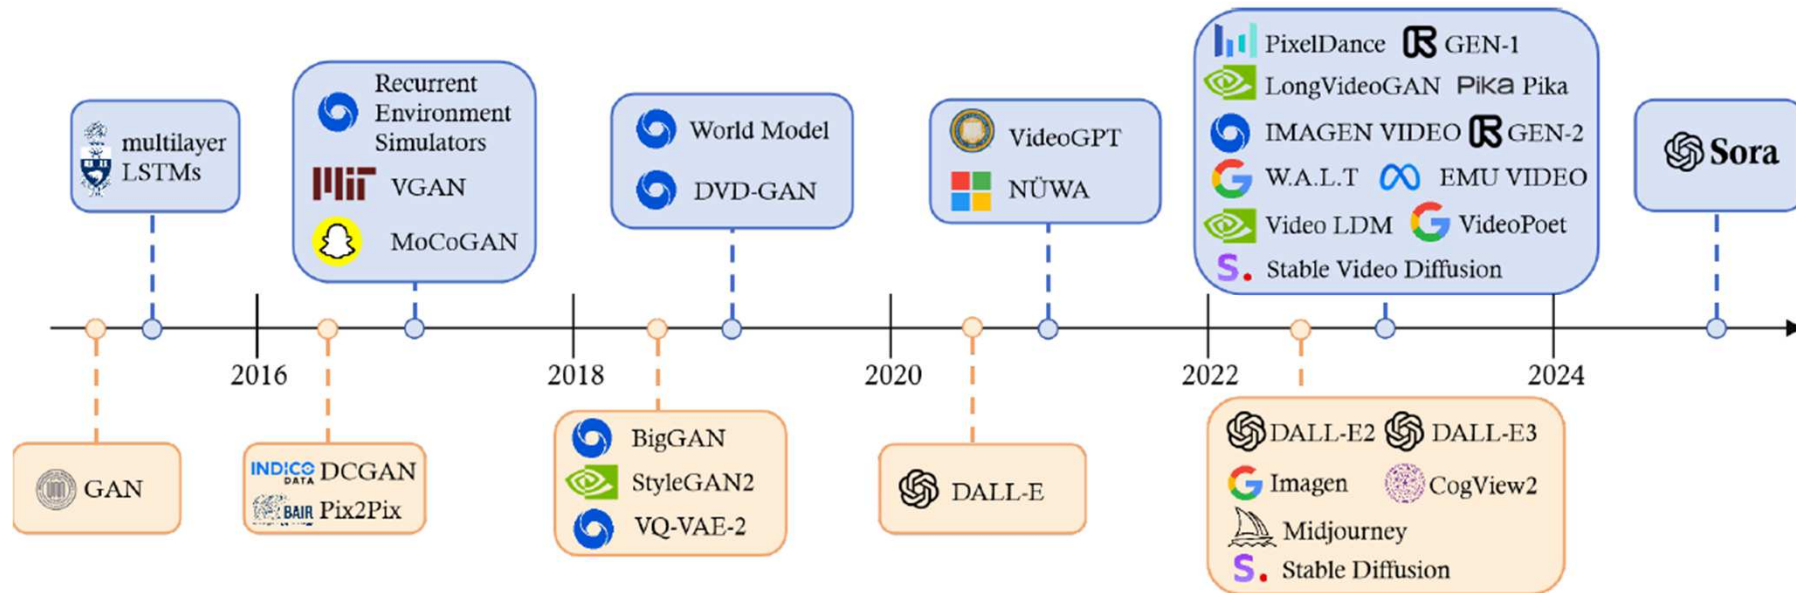 multilayer
LSTMs
Recurrent
Environment
Simulators
MIT VGAN
MoCoGAN
World Model
DVD-GAN
VideoGPT
NÜWA
PixelDance GEN-1
LongVideoGAN Pika Pika
IMAGEN VIDEO GEN-2
W.A.L.T EMU VIDEO
Video LDM VideoPoet
S. Stable Video Diffusion
Sora
2016 2018 2020 2022 2024
GAN
INDICO DATA DCGAN
BAIR Pix2Pix
BigGAN
StyleGAN2
VQ-VAE-2
DALL-E
DALL-E2 DALL-E3
Imagen CogView2
Midjourney
S. Stable Diffusion